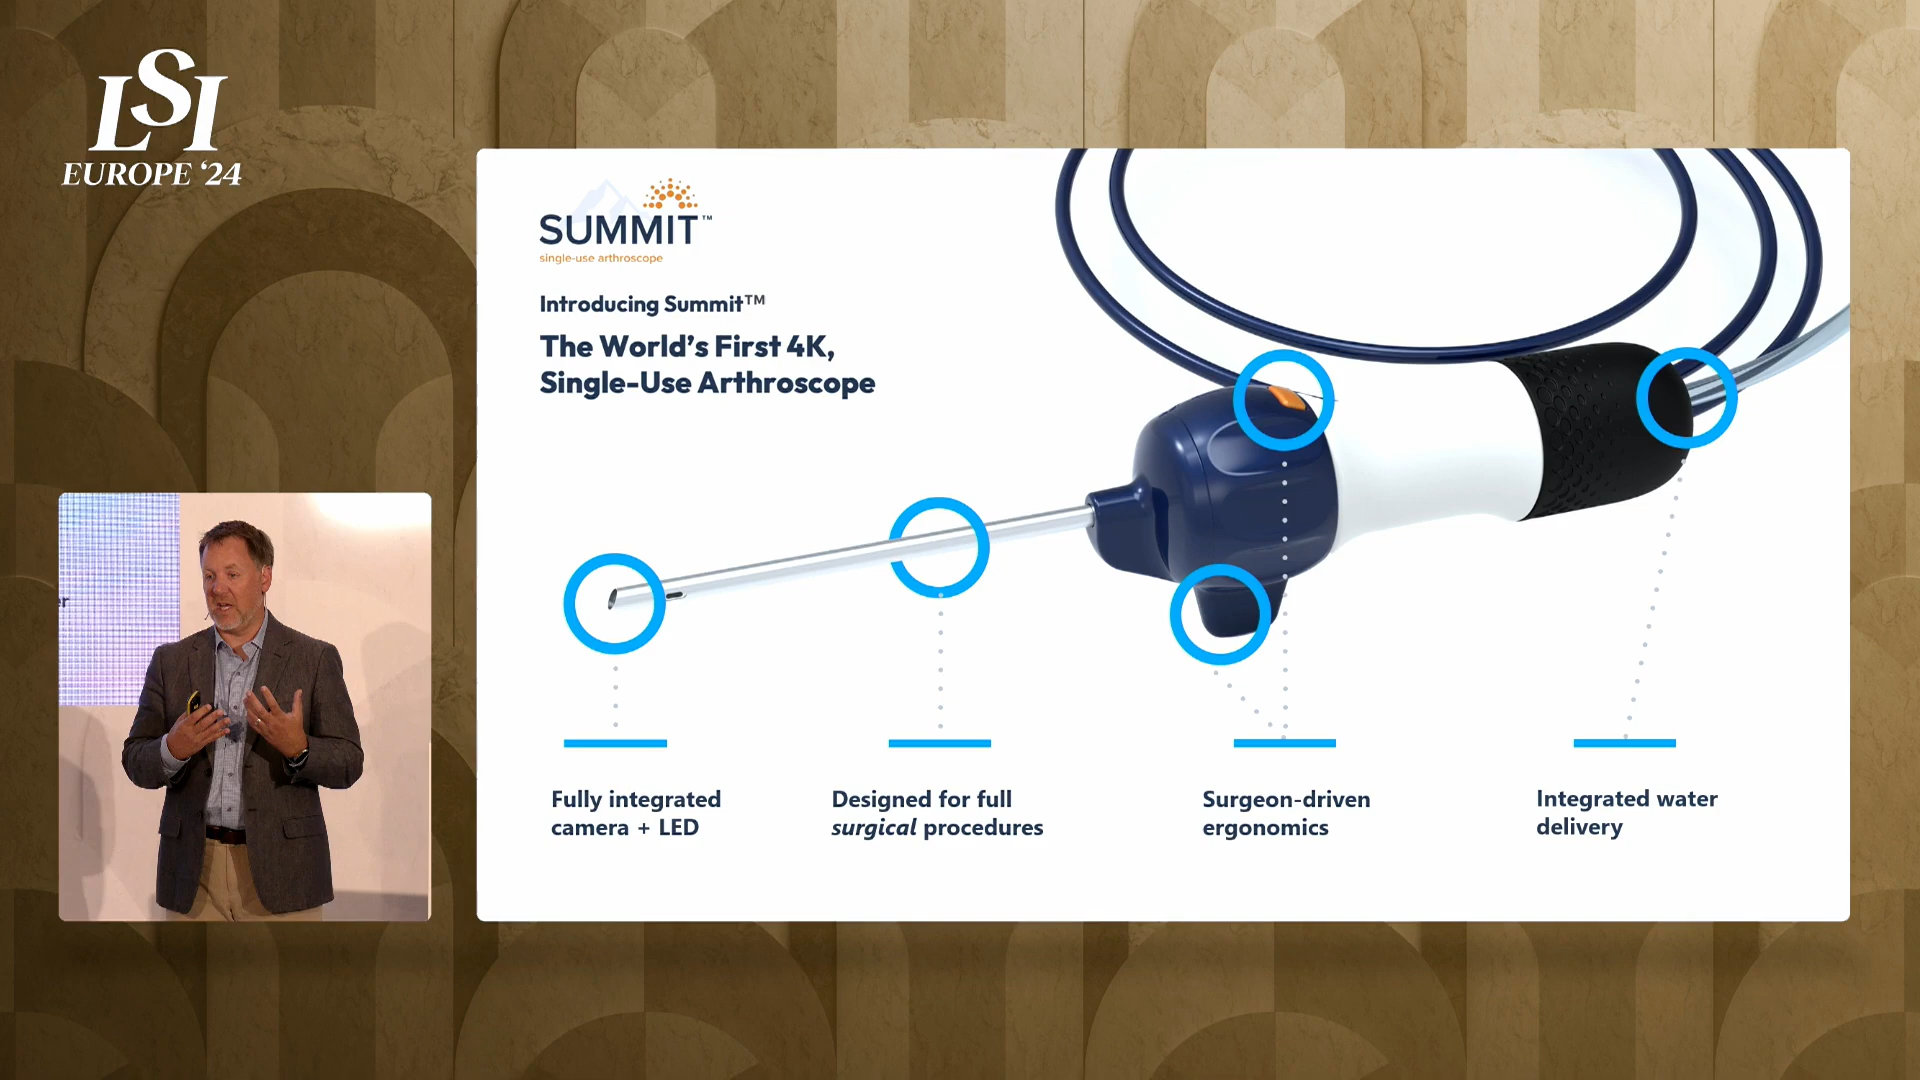 LSI
EUROPE ‘24
SUMMIT™
single-use arthroscope
Introducing Summit™
The World’s First 4K,
Single-Use Arthroscope
er
Fully integrated
camera + LED
Designed for full
surgical procedures
Surgeon-driven
ergonomics
Integrated water
delivery